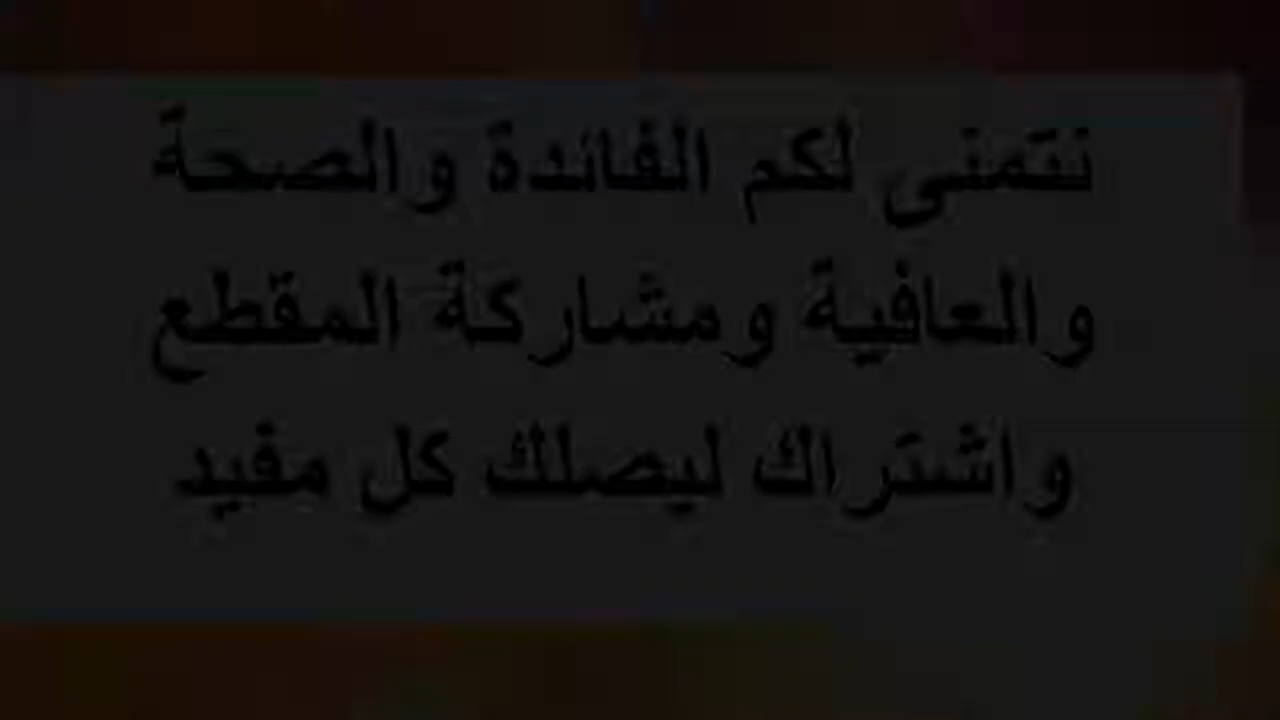 نتمنى لكم الفائدة والصحة
والعافية ومشاركة المقطع
واشتراك ليصلك كل مفيد